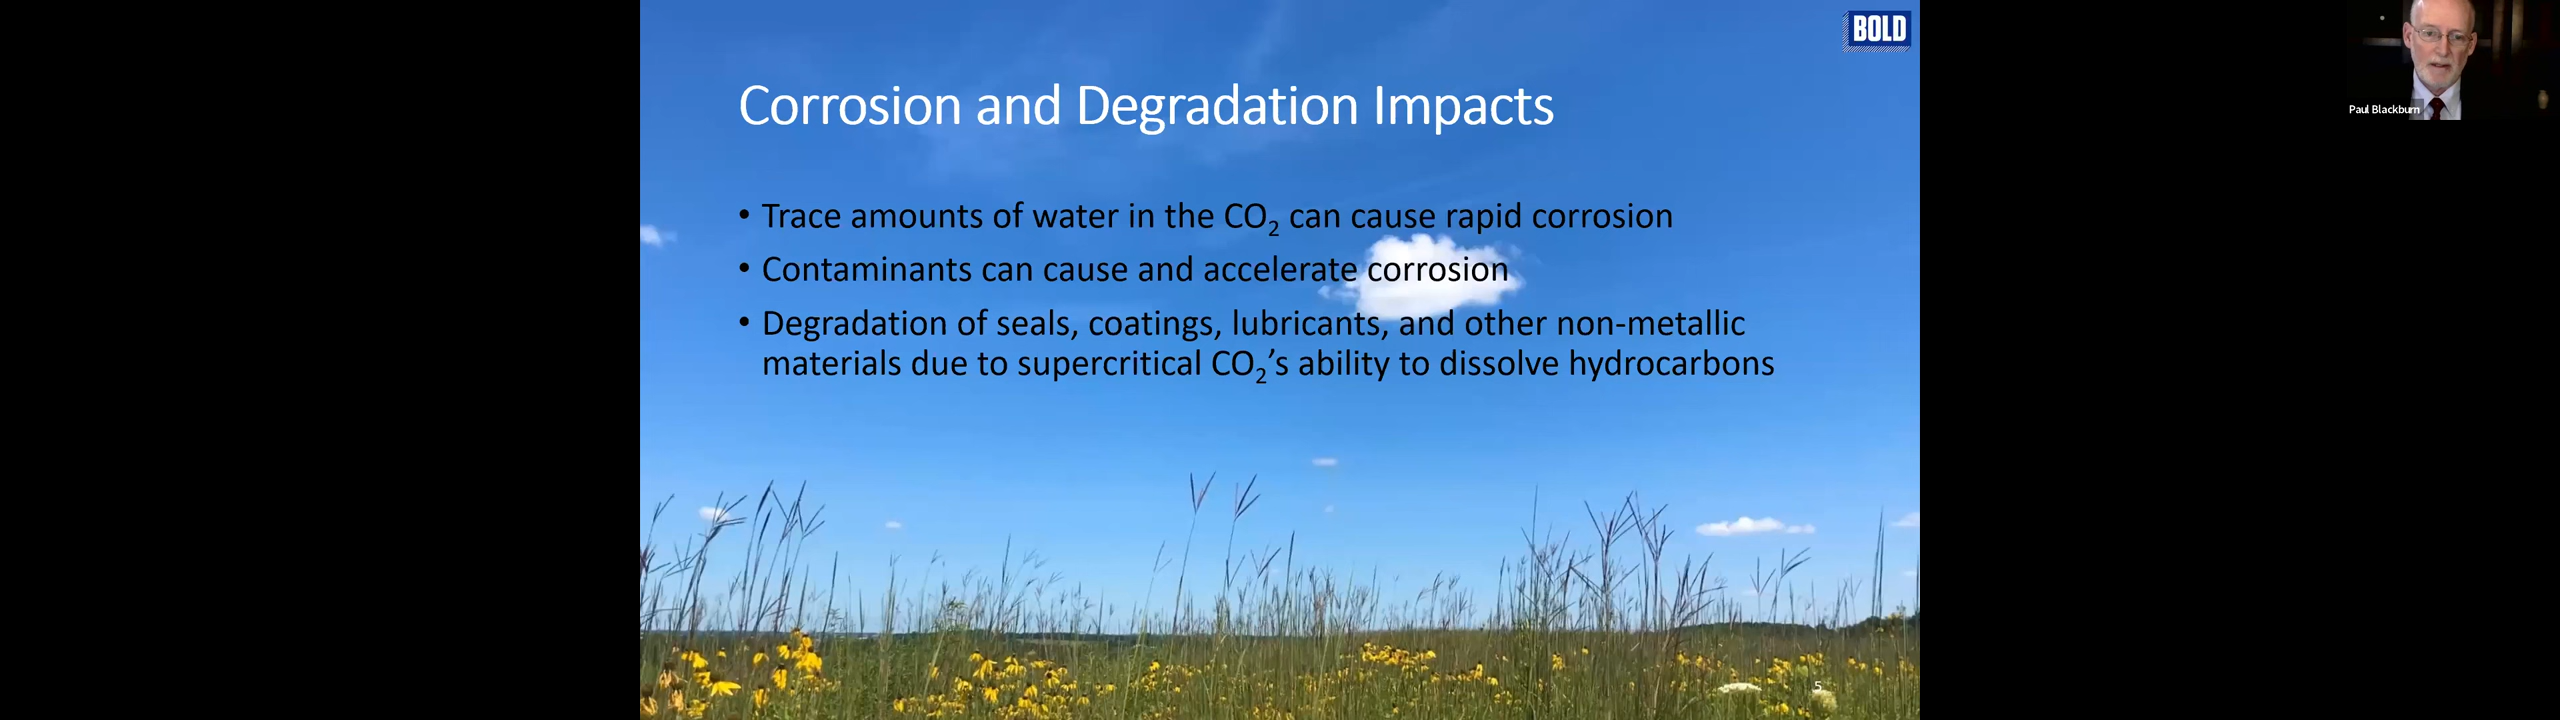 BOLD
Corrosion and Degradation Impacts
• Trace amounts of water in the CO₂ can cause rapid corrosion
• Contaminants can cause and accelerate corrosion
• Degradation of seals, coatings, lubricants, and other non-metallic
materials due to supercritical CO₂’s ability to dissolve hydrocarbons
5
Paul Blackburn